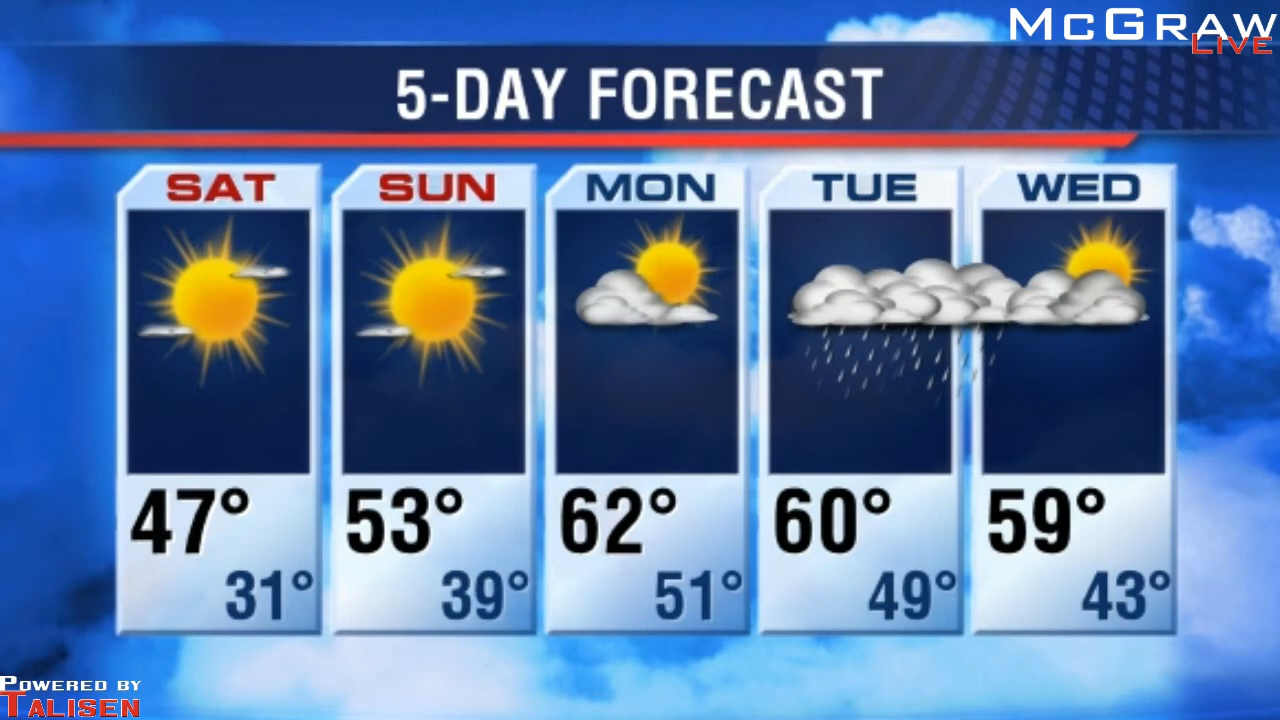 McGraw
Live
5-DAY FORECAST
SAT SUN MON TUE WED
47° 53° 62° 60° 59°
31° 39° 51° 49° 43°
Powered by
Talisen